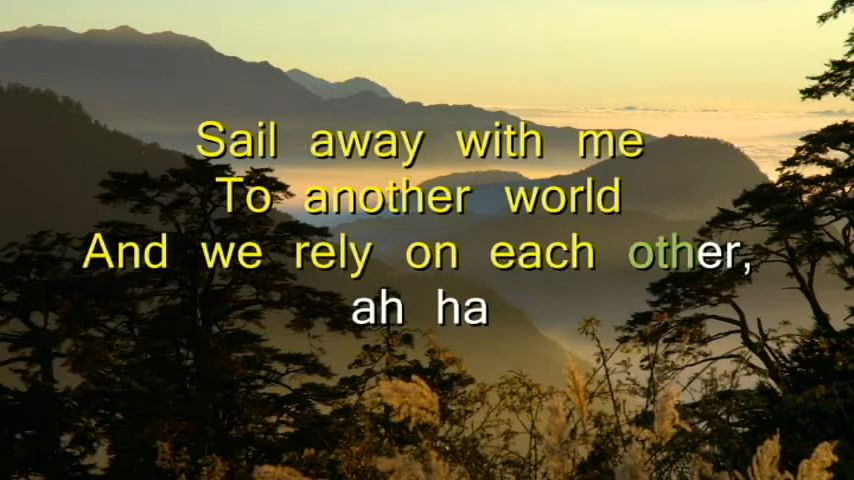 Sail away with me
To another world
And we rely on each other,
ah ha